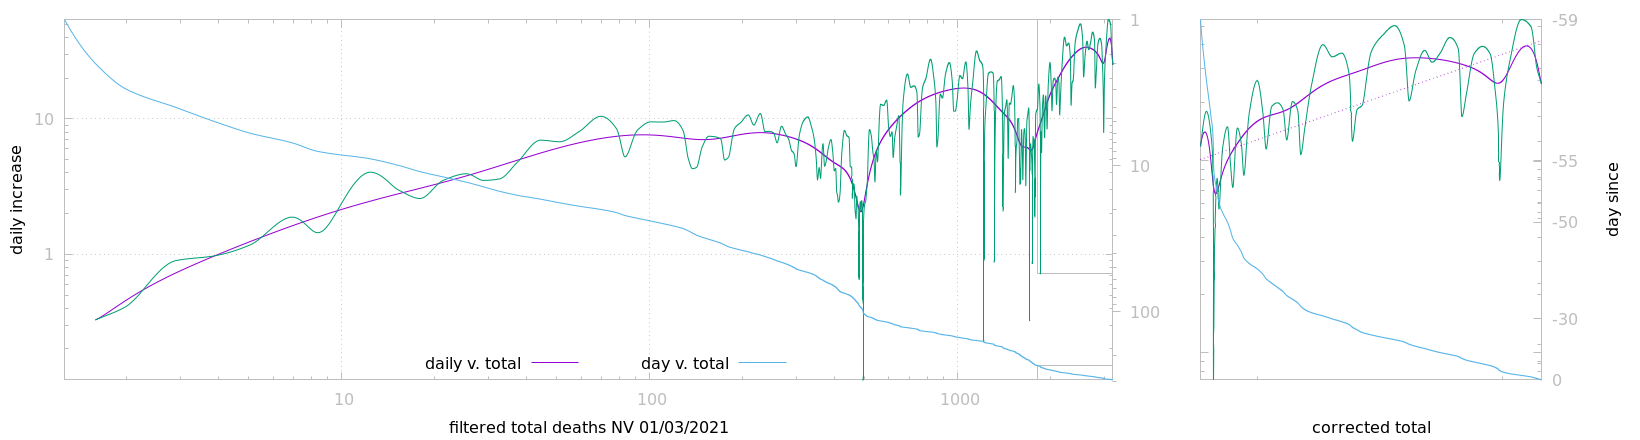 1
-59
10
10
-55
daily increase
day since
-50
1
100
-30
daily v. total
day v. total
0
10
100
1000
filtered total deaths NV 01/03/2021
corrected total